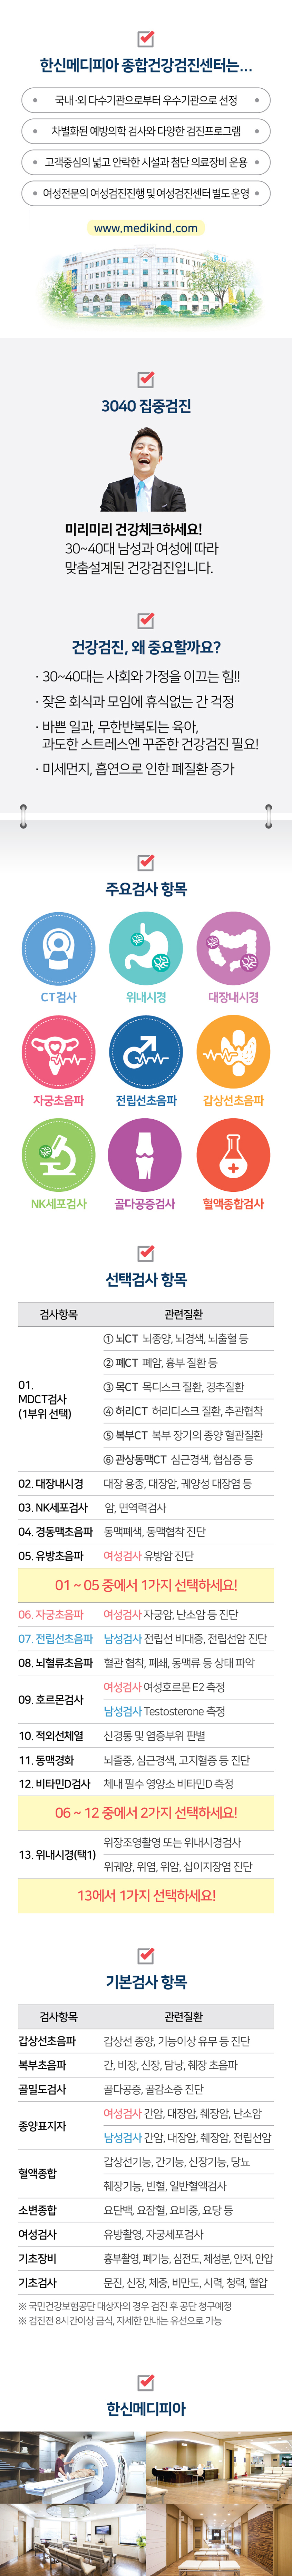 한신메디피아 종합건강검진센터는...
국내·외 다수기관으로부터 우수기관으로 선정
차별화된 예방의학 검사와 다양한 검진프로그램
고객중심의 넓고 안락한 시설과 첨단 의료장비 운용
여성전문의 여성검진진행 및 여성검진센터 별도 운영
www.medikind.com
3040 집중검진
미리미리 건강체크하세요!
30~40대 남성과 여성에 따라
맞춤설계된 건강검진입니다.
건강검진, 왜 중요할까요?
· 30~40대는 사회와 가정을 이끄는 힘!!
· 잦은 회식과 모임에 휴식없는 간 걱정
· 바쁜 일과, 무한반복되는 육아,
과도한 스트레스엔 꾸준한 건강검진 필요!
· 미세먼지, 흡연으로 인한 폐질환 증가
주요검사 항목
CT검사 위내시경 대장내시경
자궁초음파 전립선초음파 갑상선초음파
NK세포검사 골다공증검사 혈액종합검사
선택검사 항목
검사항목 관련질환
01.
MDCT검사
(1부위 선택)
① 뇌CT 뇌종양, 뇌경색, 뇌출혈 등
② 폐CT 폐암, 흉부 질환 등
③ 목CT 목디스크 질환, 경추질환
④ 허리CT 허리디스크 질환, 추관협착
⑤ 복부CT 복부 장기의 종양 혈관질환
⑥ 관상동맥CT 심근경색, 협심증 등
02. 대장내시경 대장 용종, 대장암, 궤양성 대장염 등
03. NK세포검사 암, 면역력검사
04. 경동맥초음파 동맥폐색, 동맥협착 진단
05. 유방초음파 여성검사 유방암 진단
01 ~ 05 중에서 1가지 선택하세요!
06. 자궁초음파 여성검사 자궁암, 난소암 등 진단
07. 전립선초음파 남성검사 전립선 비대증, 전립선암 진단
08. 뇌혈류초음파 혈관 협착, 폐쇄, 동맥류 등 상태 파악
09. 호르몬검사
여성검사 여성호르몬 E2 측정
남성검사 Testosterone 측정
10. 적외선체열 신경통 및 염증부위 판별
11. 동맥경화 뇌졸중, 심근경색, 고지혈증 등 진단
12. 비타민D검사 체내 필수 영양소 비타민D 측정
06 ~ 12 중에서 2가지 선택하세요!
13. 위내시경(택1)
위장조영촬영 또는 위내시경검사
위궤양, 위염, 위암, 십이지장염 진단
13에서 1가지 선택하세요!
기본검사 항목
검사항목 관련질환
갑상선초음파 갑상선 종양, 기능이상 유무 등 진단
복부초음파 간, 비장, 신장, 담낭, 췌장 초음파
골밀도검사 골다공증, 골감소증 진단
종양표지자
여성검사 간암, 대장암, 췌장암, 난소암
남성검사 간암, 대장암, 췌장암, 전립선암
혈액종합
갑상선기능, 간기능, 신장기능, 당뇨
췌장기능, 빈혈, 일반혈액검사
소변종합 요단백, 요잠혈, 요비중, 요당 등
여성검사 유방촬영, 자궁세포검사
기초장비 흉부촬영, 폐기능, 심전도, 체성분, 안저, 안압
기초검사 문진, 신장, 체중, 비만도, 시력, 청력, 혈압
※ 국민건강보험공단 대상자의 경우 검진 후 공단 청구예정
※ 검진전 8시간이상 금식, 자세한 안내는 유선으로 가능
한신메디피아